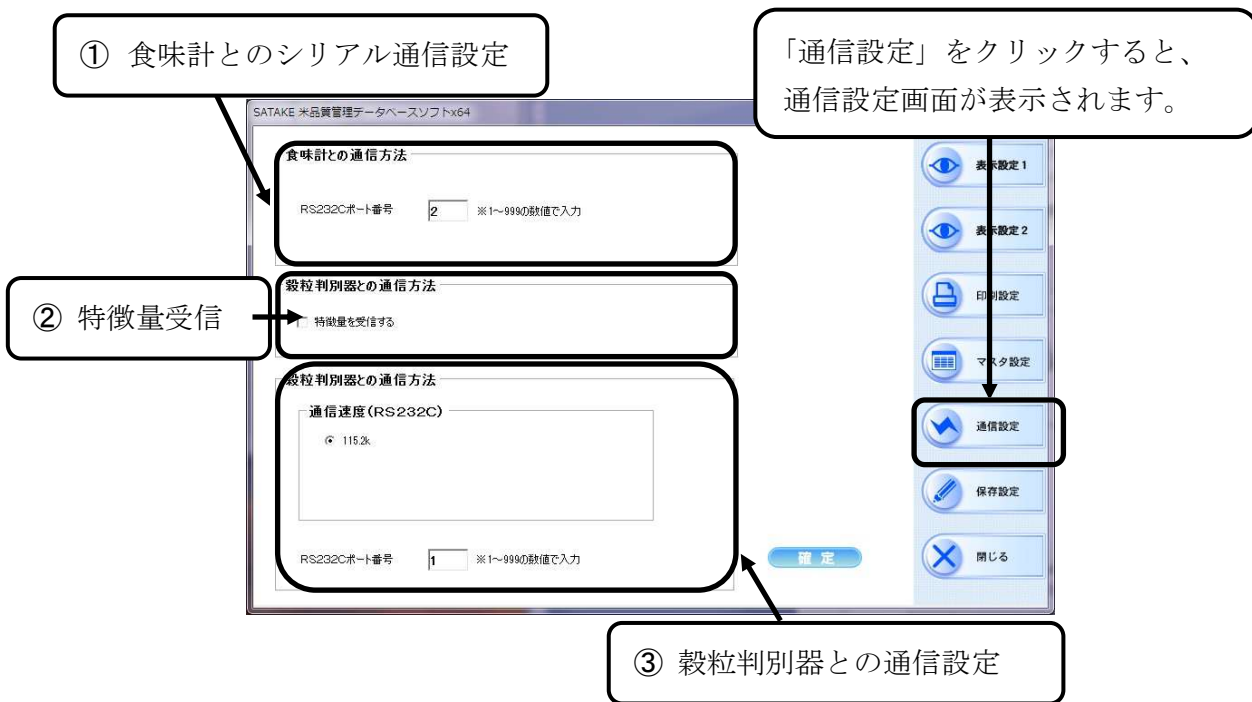 ① 食味計とのシリアル通信設定
「通信設定」をクリックすると、
通信設定画面が表示されます。
SATAKE 米品質管理データベースソフトx64
食味計との通信方法
RS232Cポート番号 2 ※1～999の数値で入力
② 特徴量受信
穀粒判別器との通信方法
特徴量を受信する
穀粒判別器との通信方法
通信速度(RS232C)
115.2k
RS232Cポート番号 1 ※1～999の数値で入力
確定
表示設定1
表示設定2
印刷設定
マスタ設定
通信設定
保存設定
閉じる
③ 穀粒判別器との通信設定